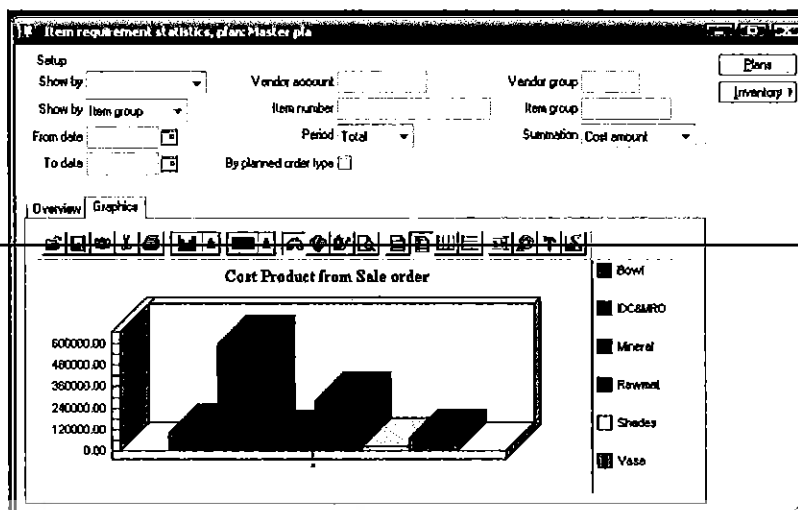 Item requirement statistics, plan: Master pla
Setup
Show by Vendor account Vendor group
Show by Item group Item number Item group
From date Period Total Summation Cost amount
To date By planned order type
Plans
Inventory
Overview Graphics
Cost Product from Sale order
600000.00
480000.00
360000.00
240000.00
120000.00
0.00
Bowl
IDC&MRO
Mineral
Rawmat
Shades
Vase